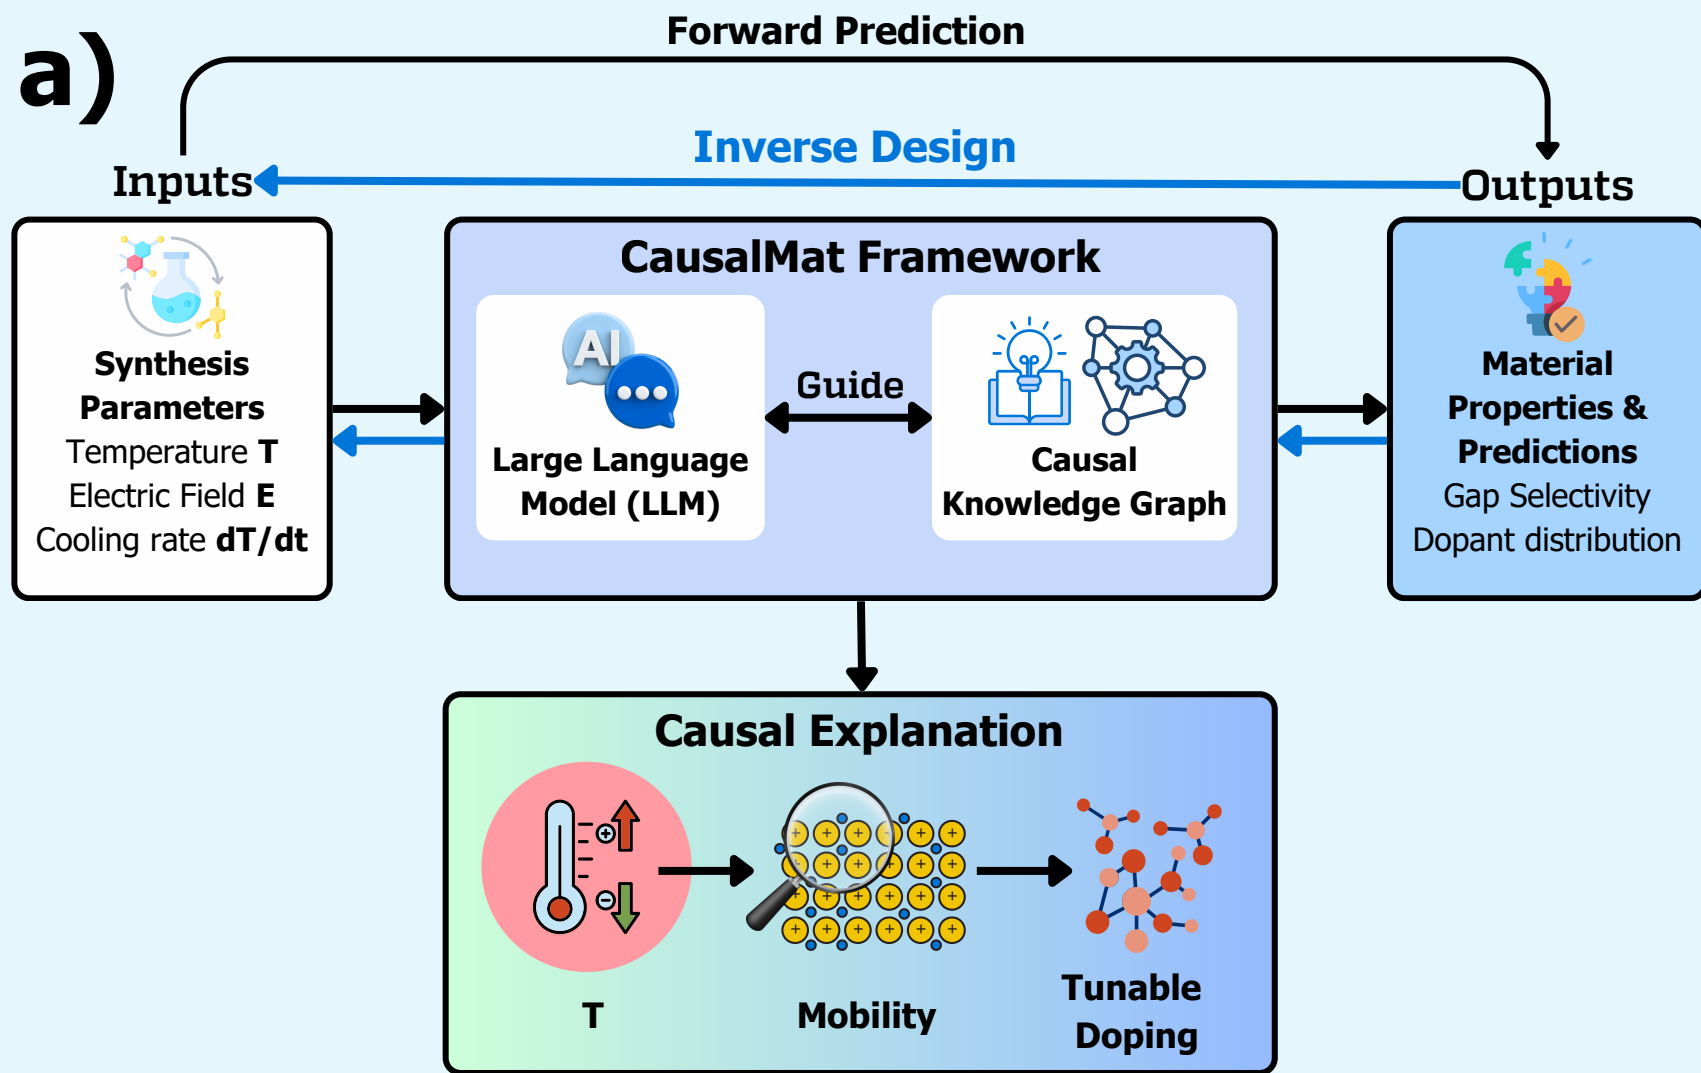 a)
Forward Prediction
Inverse Design
Inputs
Outputs
Synthesis
Parameters
Temperature T
Electric Field E
Cooling rate dT/dt
CausalMat Framework
AI
Large Language
Model (LLM)
Guide
Causal
Knowledge Graph
Material
Properties &
Predictions
Gap Selectivity
Dopant distribution
Causal Explanation
T
Mobility
Tunable
Doping